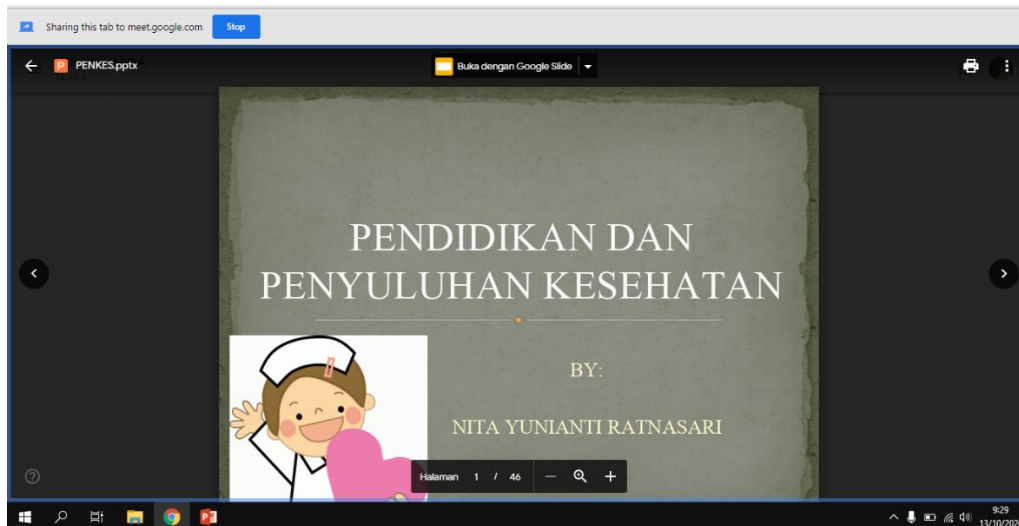 Sharing this tab to meet.google.com Stop
PENKES.pptx
Buka dengan Google Slide
PENDIDIKAN DAN
PENYULUHAN KESEHATAN
BY:
NITA YUNIANTI RATNASARI
Halaman 1 / 46
9:29